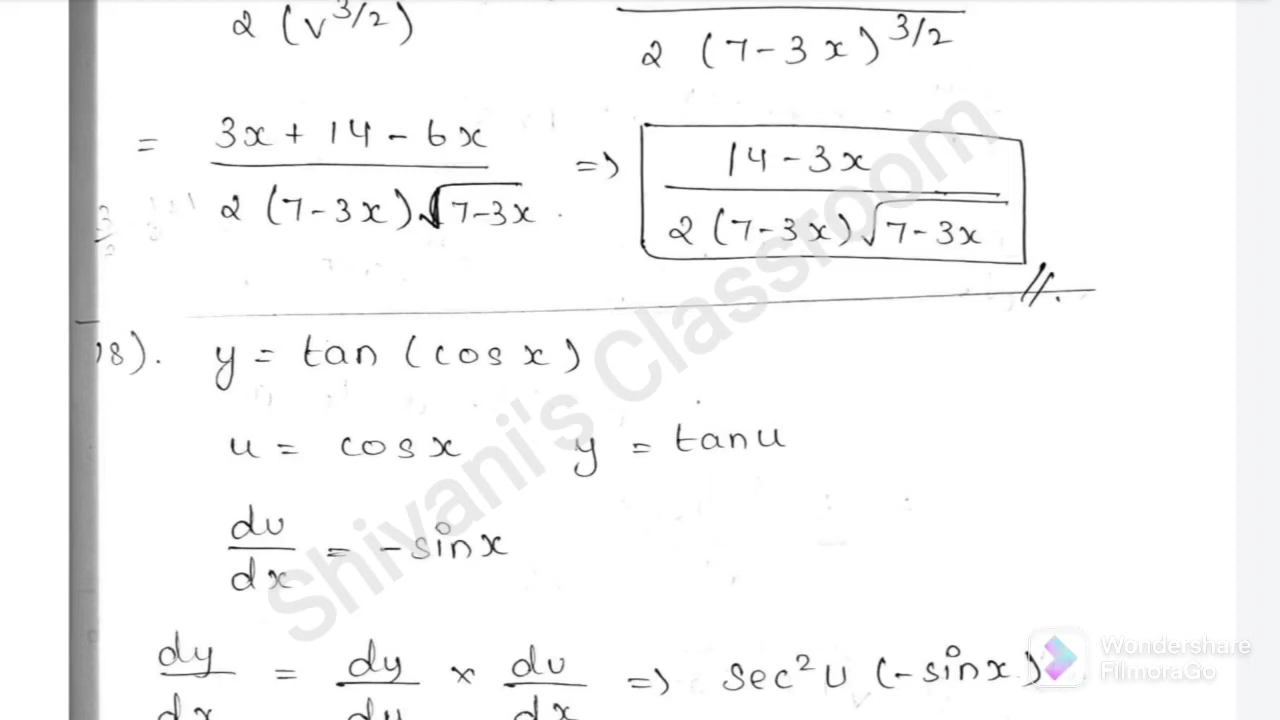 2 (v^3/2)
2 (7-3x)^3/2
= 3x + 14 - 6x / 2 (7-3x)√7-3x => 14 - 3x / 2 (7-3x)√7-3x //.
18). y = tan (cos x)
u = cos x y = tan u
du/dx = - sin x
dy/dx = dy/du × du/dx => sec² u (-sin x)
Shivani's Classroom
Wondershare
FilmoraGo